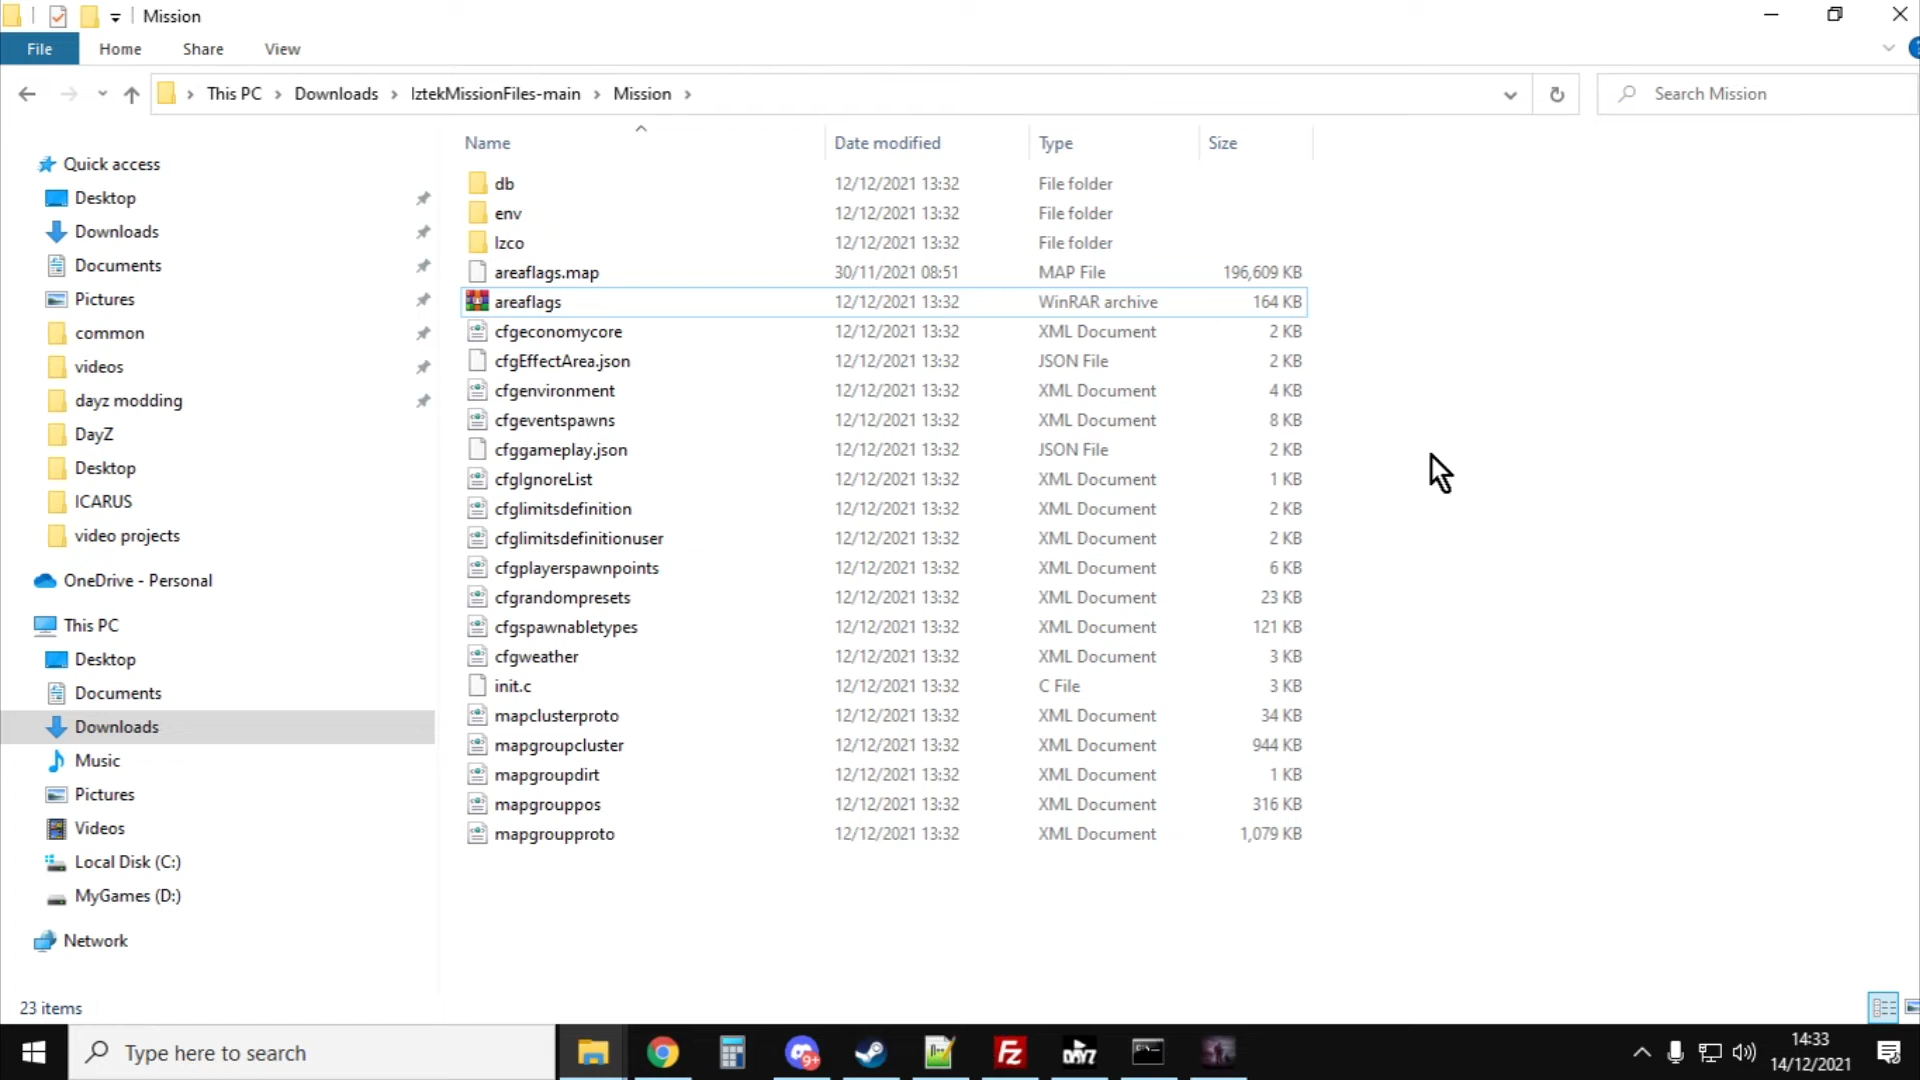 Mission
File Home Share View
This PC Downloads IztekMissionFiles-main Mission
Search Mission
Name Date modified Type Size
Quick access
Desktop
Downloads
Documents
Pictures
common
videos
dayz modding
DayZ
Desktop
ICARUS
video projects
OneDrive - Personal
This PC
Desktop
Documents
Downloads
Music
Pictures
Videos
Local Disk (C:)
MyGames (D:)
Network
db 12/12/2021 13:32 File folder
env 12/12/2021 13:32 File folder
Izco 12/12/2021 13:32 File folder
areaflags.map 30/11/2021 08:51 MAP File 196,609 KB
areaflags 12/12/2021 13:32 WinRAR archive 164 KB
cfgeconomycore 12/12/2021 13:32 XML Document 2 KB
cfgEffectArea.json 12/12/2021 13:32 JSON File 2 KB
cfgenvironment 12/12/2021 13:32 XML Document 4 KB
cfgeventspawns 12/12/2021 13:32 XML Document 8 KB
cfggameplay.json 12/12/2021 13:32 JSON File 2 KB
cfgIgnoreList 12/12/2021 13:32 XML Document 1 KB
cfglimitsdefinition 12/12/2021 13:32 XML Document 2 KB
cfglimitsdefinitionuser 12/12/2021 13:32 XML Document 2 KB
cfgplayerspawnpoints 12/12/2021 13:32 XML Document 6 KB
cfgrandompresets 12/12/2021 13:32 XML Document 23 KB
cfgspawnabletypes 12/12/2021 13:32 XML Document 121 KB
cfgweather 12/12/2021 13:32 XML Document 3 KB
init.c 12/12/2021 13:32 C File 3 KB
mapclusterproto 12/12/2021 13:32 XML Document 34 KB
mapgroupcluster 12/12/2021 13:32 XML Document 944 KB
mapgroupdirt 12/12/2021 13:32 XML Document 1 KB
mapgrouppos 12/12/2021 13:32 XML Document 316 KB
mapgroupproto 12/12/2021 13:32 XML Document 1,079 KB
23 items
Type here to search
9+
FZ
DAYZ
14:33
14/12/2021